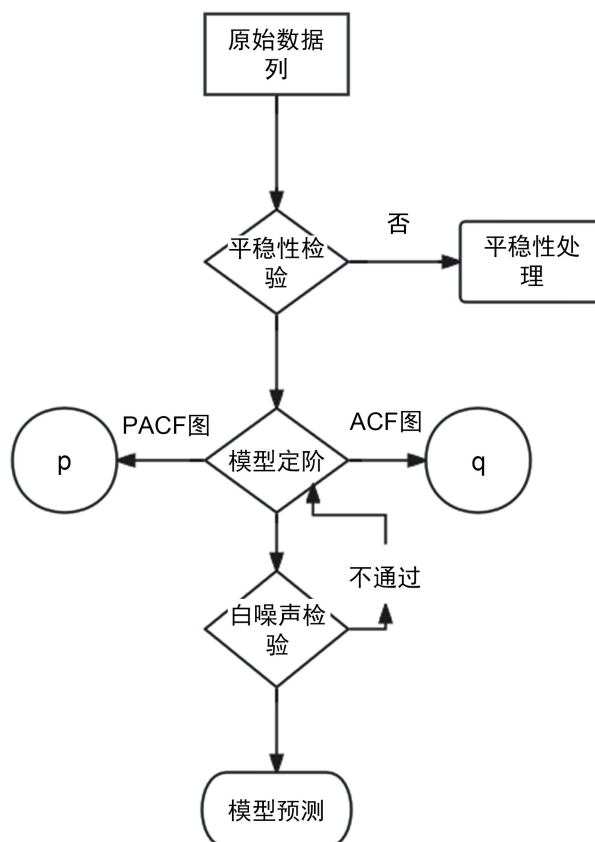 原始数据
列
平稳性检
验
否
平稳性处
理
PACF图
ACF图
p
模型定阶
q
不通过
白噪声检
验
模型预测